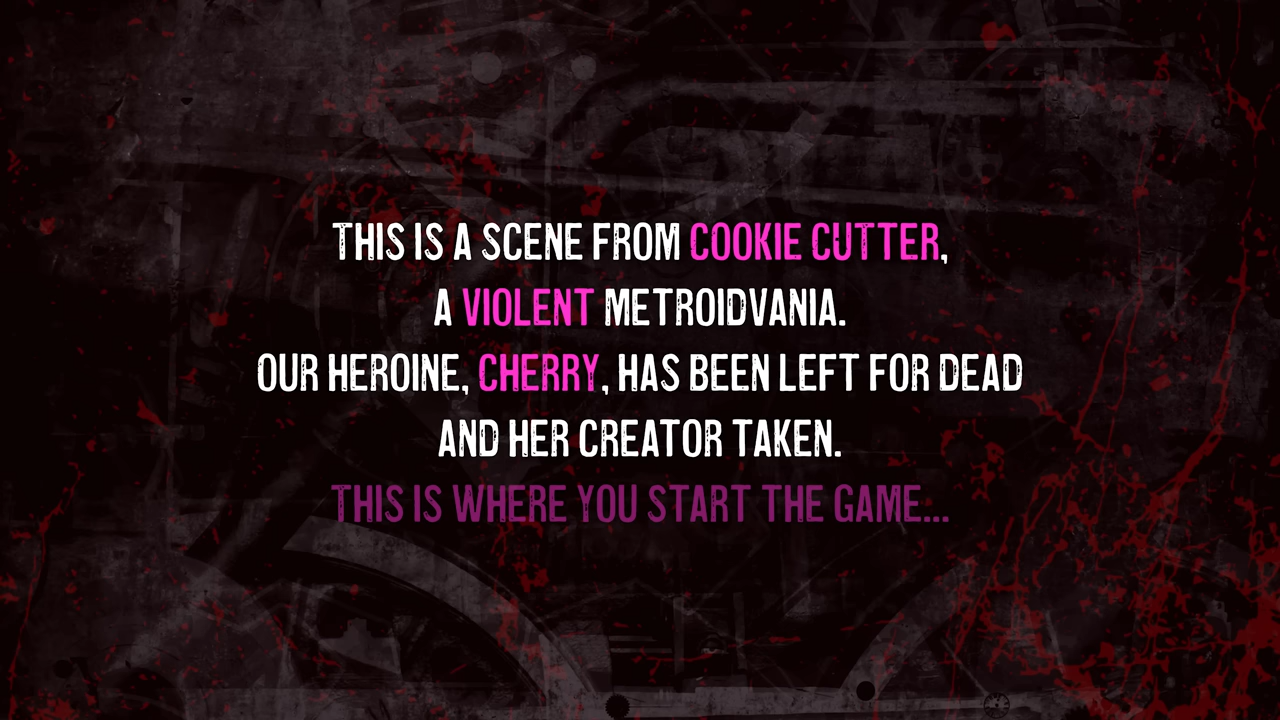 THIS IS A SCENE FROM COOKIE CUTTER,
A VIOLENT METROIDVANIA.
OUR HEROINE, CHERRY, HAS BEEN LEFT FOR DEAD
AND HER CREATOR TAKEN.
THIS IS WHERE YOU START THE GAME...